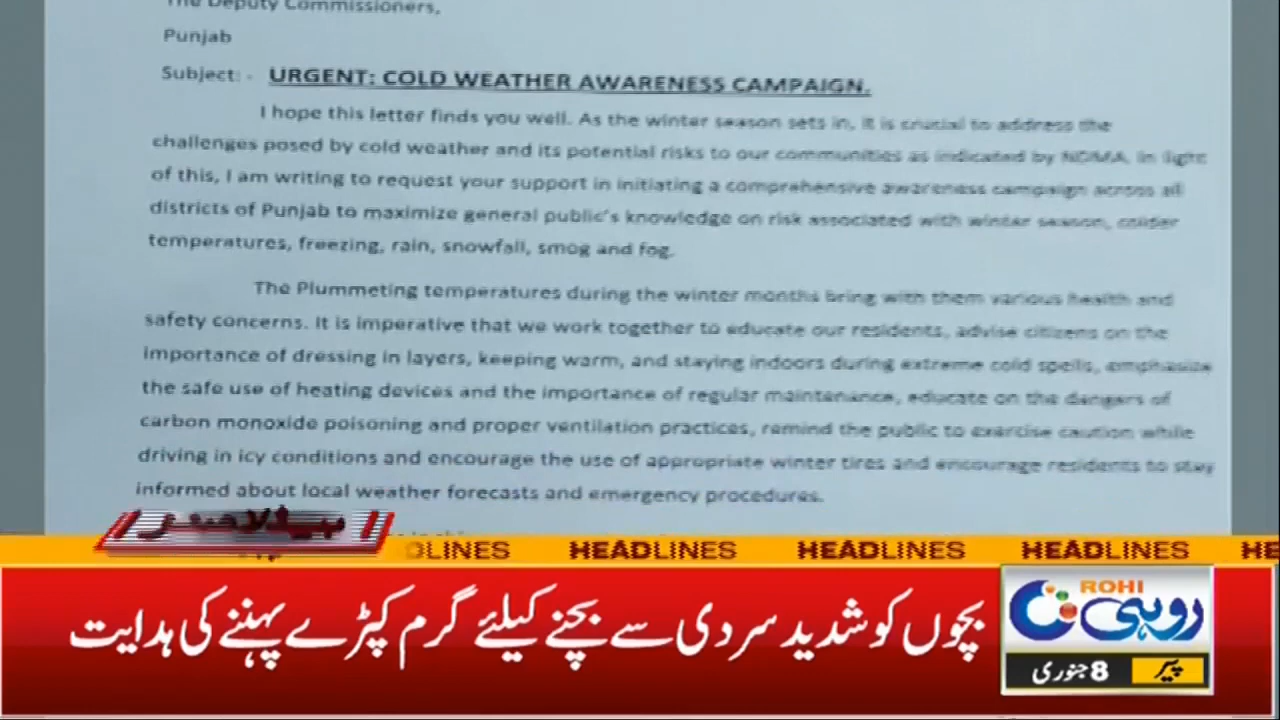 The Deputy Commissioners,
Punjab
Subject: - URGENT: COLD WEATHER AWARENESS CAMPAIGN.
I hope this letter finds you well. As the winter season sets in, it is crucial to address the
challenges posed by cold weather and its potential risks to our communities as indicated by NDMA. In light
of this, I am writing to request your support in initiating a comprehensive awareness campaign across all
districts of Punjab to maximize general public's knowledge on risk associated with winter season, colder
temperatures, freezing, rain, snowfall, smog and fog.
The Plummeting temperatures during the winter months bring with them various health and
safety concerns. It is imperative that we work together to educate our residents, advise citizens on the
importance of dressing in layers, keeping warm, and staying indoors during extreme cold spells, emphasize
the safe use of heating devices and the importance of regular maintenance, educate on the dangers of
carbon monoxide poisoning and proper ventilation practices, remind the public to exercise caution while
driving in icy conditions and encourage the use of appropriate winter tires and encourage residents to stay
informed about local weather forecasts and emergency procedures.
ہیڈلائنز
DLINES HEADLINES HEADLINES HEADLINES HE
بچوں کو شدید سردی سے بچنے کیلئے گرم کپڑے پہننے کی ہدایت
ROHI
روہی
پیر 8 جنوری